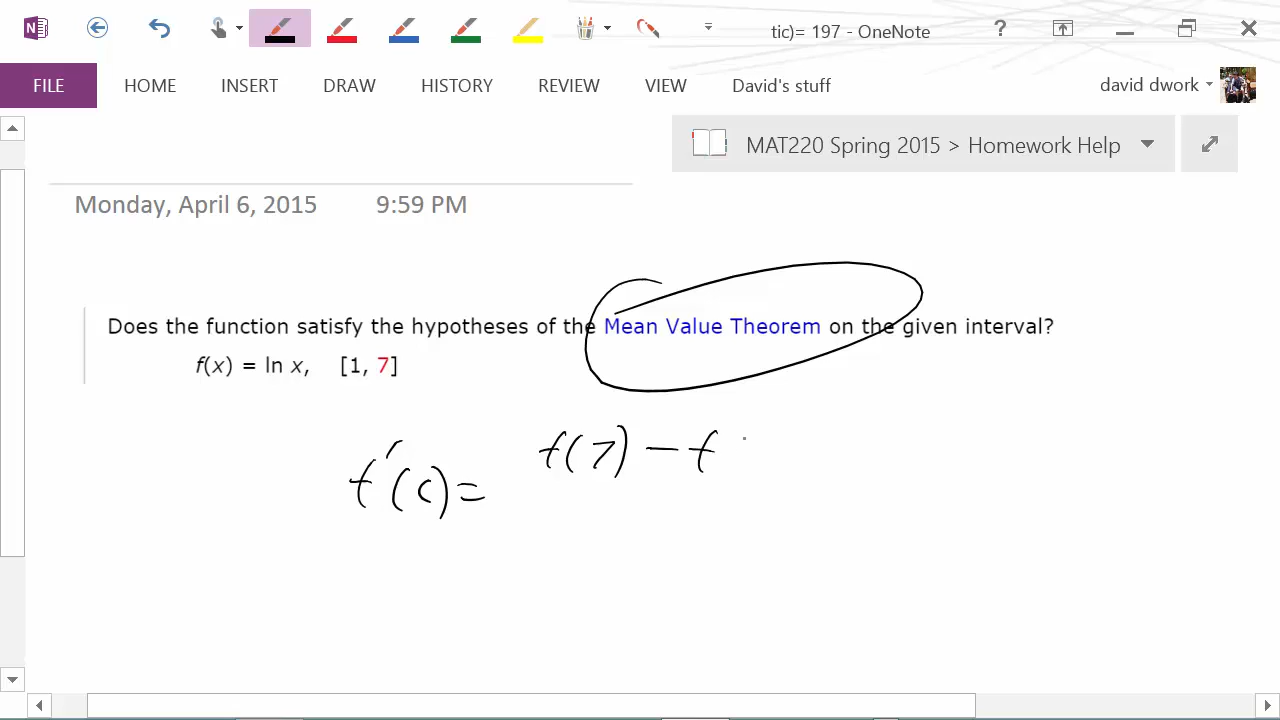 tic)= 197 - OneNote
?
FILE
HOME
INSERT
DRAW
HISTORY
REVIEW
VIEW
David's stuff
david dwork
MAT220 Spring 2015 > Homework Help
Monday, April 6, 2015 9:59 PM
Does the function satisfy the hypotheses of the Mean Value Theorem on the given interval?
f(x) = ln x, [1, 7]
f(7) - f
f'(c) =